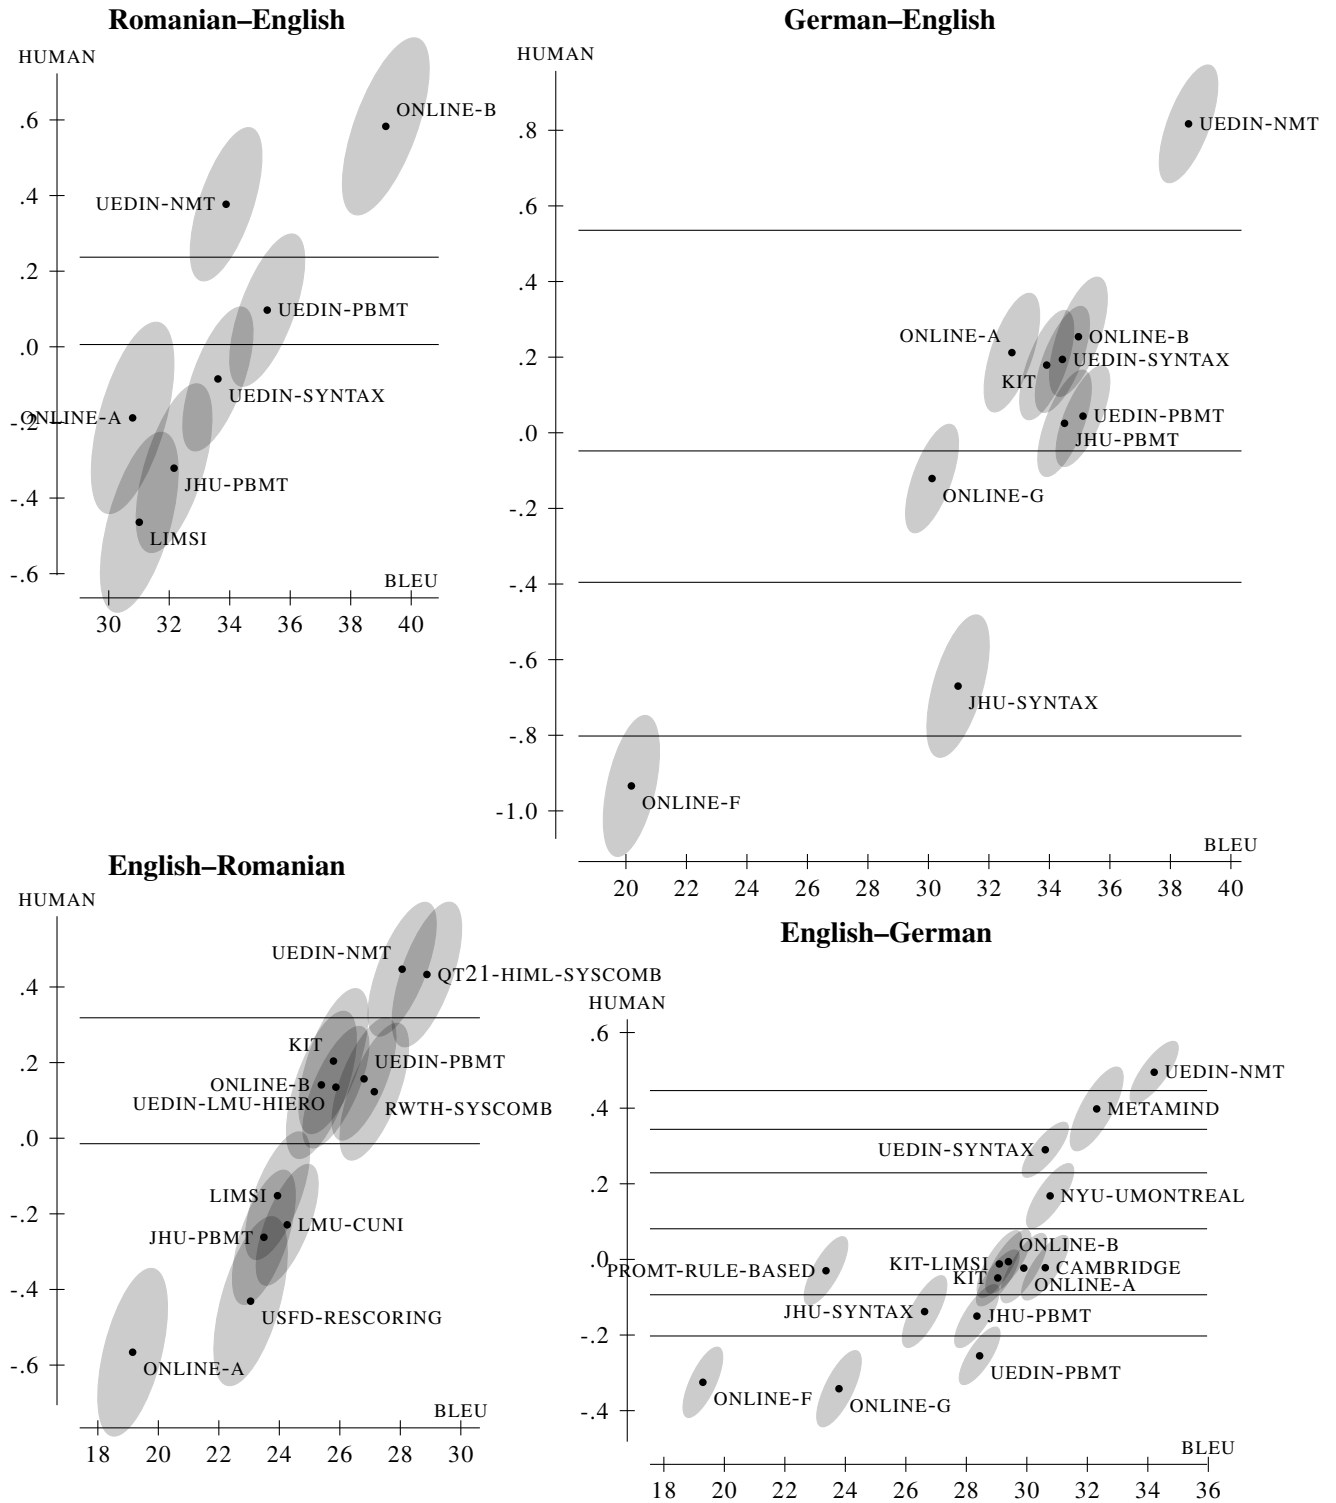 Romanian–English
HUMAN
.6
.4
.2
.0
-.2
-.4
-.6
ONLINE-B
UEDIN-NMT
UEDIN-PBMT
UEDIN-SYNTAX
ONLINE-A
JHU-PBMT
LIMSI
BLEU
30 32 34 36 38 40
German–English
HUMAN
.8
.6
.4
.2
.0
-.2
-.4
-.6
-.8
-1.0
UEDIN-NMT
ONLINE-A
ONLINE-B
UEDIN-SYNTAX
KIT
UEDIN-PBMT
JHU-PBMT
ONLINE-G
JHU-SYNTAX
ONLINE-F
BLEU
20 22 24 26 28 30 32 34 36 38 40
English–Romanian
HUMAN
.4
.2
.0
-.2
-.4
-.6
UEDIN-NMT
QT21-HIML-SYSCOMB
KIT
UEDIN-PBMT
ONLINE-B
UEDIN-LMU-HIERO
RWTH-SYSCOMB
LIMSI
LMU-CUNI
JHU-PBMT
USFD-RESCORING
ONLINE-A
BLEU
18 20 22 24 26 28 30
English–German
HUMAN
.6
.4
.2
.0
-.2
-.4
UEDIN-NMT
METAMIND
UEDIN-SYNTAX
NYU-UMONTREAL
ONLINE-B
KIT-LIMSI
CAMBRIDGE
PROMT-RULE-BASED
KIT
ONLINE-A
JHU-SYNTAX
JHU-PBMT
UEDIN-PBMT
ONLINE-F
ONLINE-G
BLEU
18 20 22 24 26 28 30 32 34 36